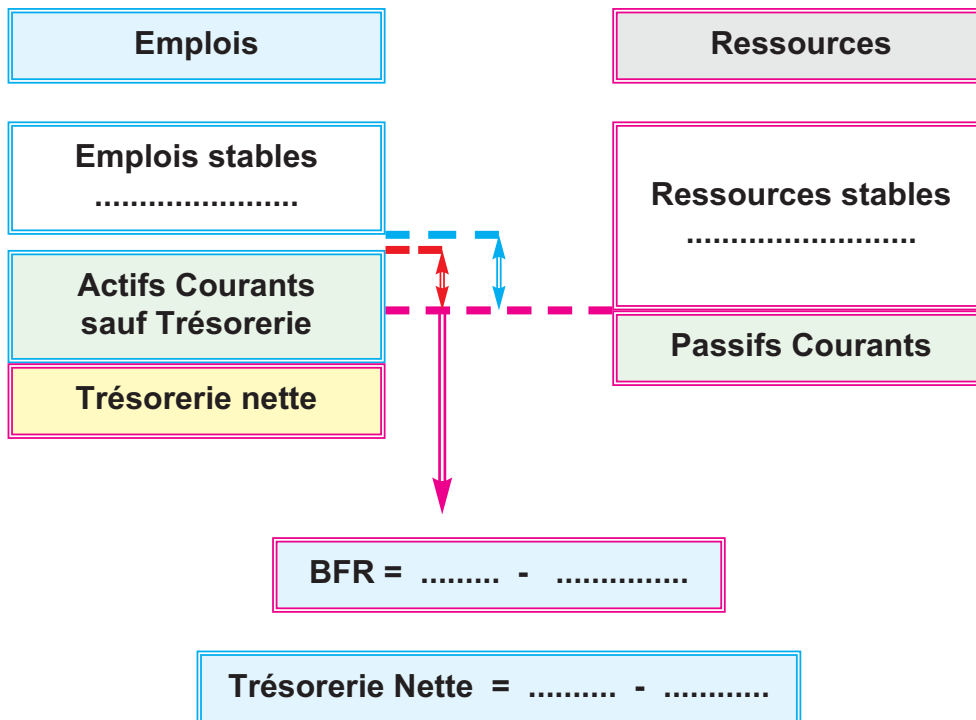 Emplois
Ressources
Emplois stables
.......................
Ressources stables
..........................
Actifs Courants
sauf Trésorerie
Passifs Courants
Trésorerie nette
BFR = ......... - ...............
Trésorerie Nette = .......... - ............